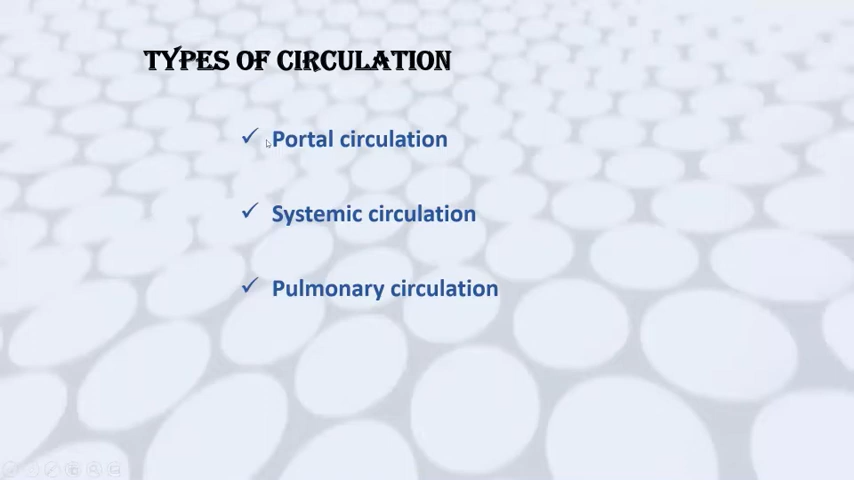 TYPES OF CIRCULATION
✓ Portal circulation
✓ Systemic circulation
✓ Pulmonary circulation